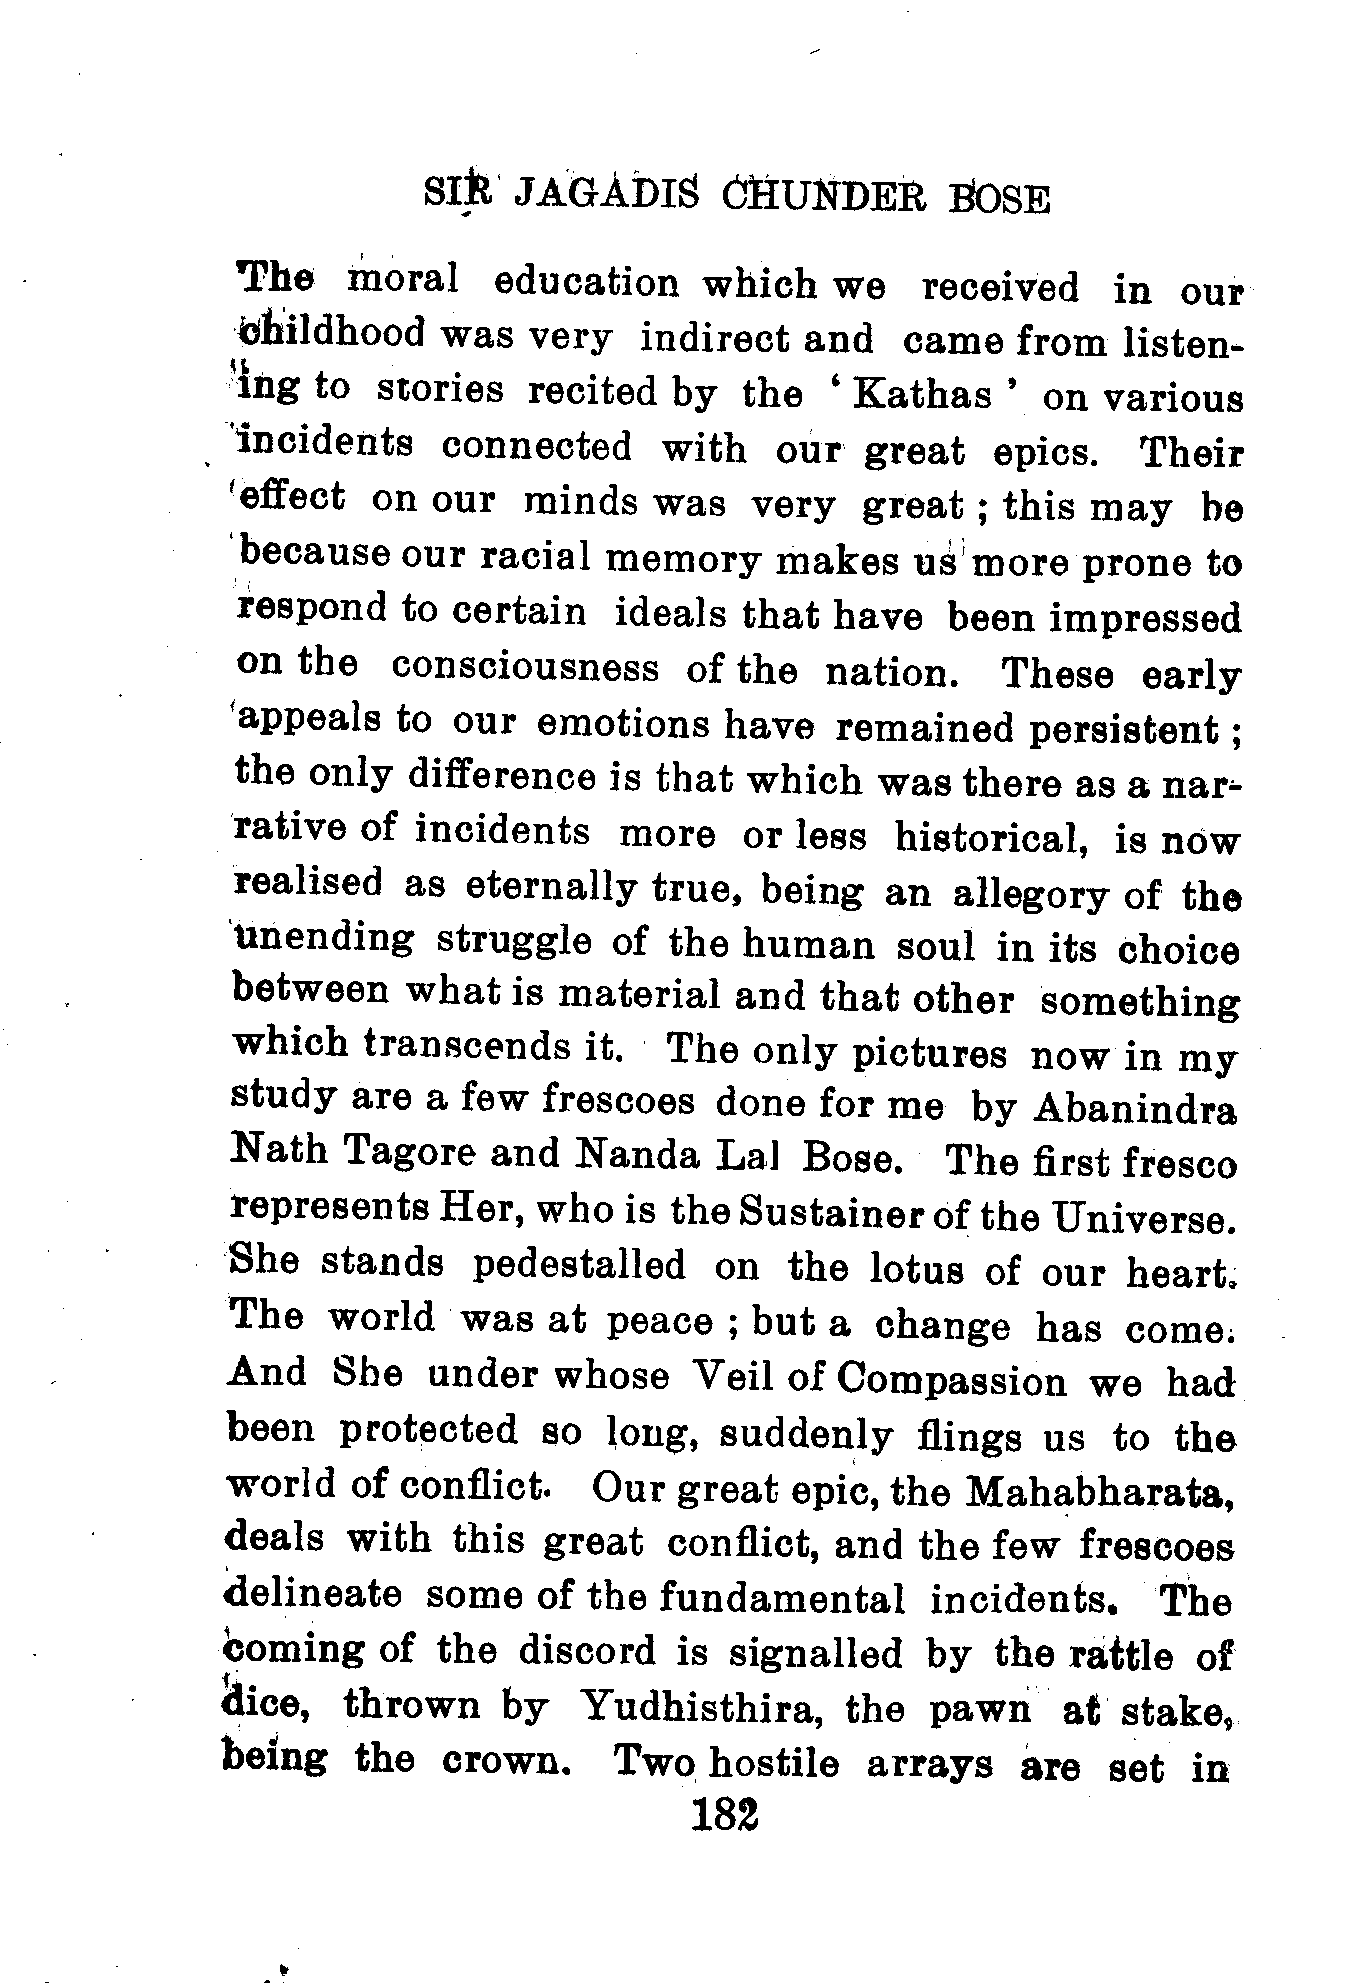 SIR JAGADIS CHUNDER BOSE
The moral education which we received in our
childhood was very indirect and came from listen-
ing to stories recited by the ‘ Kathas ’ on various
incidents connected with our great epics. Their
effect on our minds was very great ; this may be
because our racial memory makes us more prone to
respond to certain ideals that have been impressed
on the consciousness of the nation. These early
appeals to our emotions have remained persistent ;
the only difference is that which was there as a nar-
rative of incidents more or less historical, is now
realised as eternally true, being an allegory of the
unending struggle of the human soul in its choice
between what is material and that other something
which transcends it. The only pictures now in my
study are a few frescoes done for me by Abanindra
Nath Tagore and Nanda Lal Bose. The first fresco
represents Her, who is the Sustainer of the Universe.
She stands pedestalled on the lotus of our heart.
The world was at peace ; but a change has come.
And She under whose Veil of Compassion we had
been protected so long, suddenly flings us to the
world of conflict. Our great epic, the Mahabharata,
deals with this great conflict, and the few frescoes
delineate some of the fundamental incidents. The
coming of the discord is signalled by the rattle of
dice, thrown by Yudhisthira, the pawn at stake,
being the crown. Two hostile arrays are set in
182